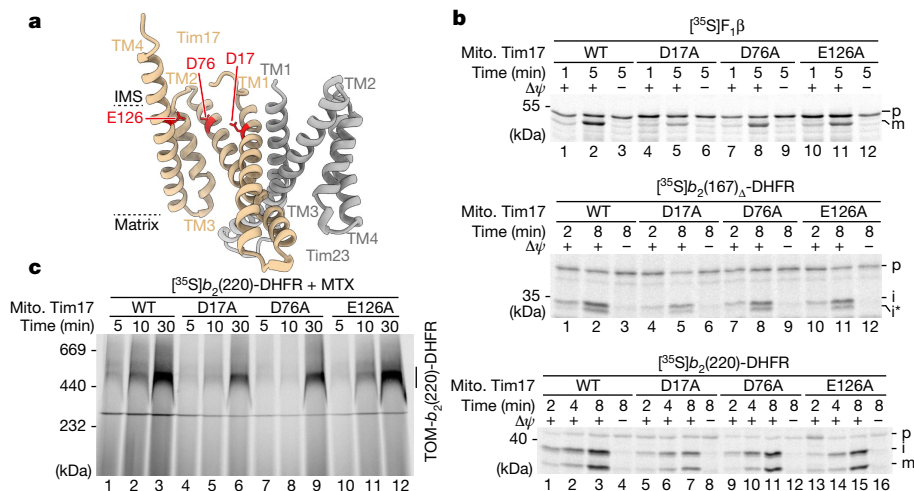 a
TM4
Tim17
D76
D17
TM2
TM1
TM1
TM2
IMS
E126
Matrix
TM3
TM3
TM4
Tim23
b
[³⁵S]F₁β
Mito. Tim17 WT D17A D76A E126A
Time (min) 1 5 5 1 5 5 1 5 5 1 5 5
Δψ + + − + + − + + − + + −
55
p
m
(kDa)
1 2 3 4 5 6 7 8 9 10 11 12
[³⁵S]b₂(167)Δ-DHFR
Mito. Tim17 WT D17A D76A E126A
Time (min) 2 8 8 2 8 8 2 8 8 2 8 8
Δψ + + − + + − + + − + + −
p
35
i
(kDa)
i*
1 2 3 4 5 6 7 8 9 10 11 12
[³⁵S]b₂(220)-DHFR
Mito. Tim17 WT D17A D76A E126A
Time (min) 2 4 8 8 2 4 8 8 2 4 8 8 2 4 8 8
Δψ + + + − + + + − + + + − + + + −
40
p
i
m
(kDa)
1 2 3 4 5 6 7 8 9 10 11 12 13 14 15 16
c
[³⁵S]b₂(220)-DHFR + MTX
Mito. Tim17 WT D17A D76A E126A
Time (min) 5 10 30 5 10 30 5 10 30 5 10 30
669
440
232
(kDa)
TOM-b₂(220)-DHFR
1 2 3 4 5 6 7 8 9 10 11 12